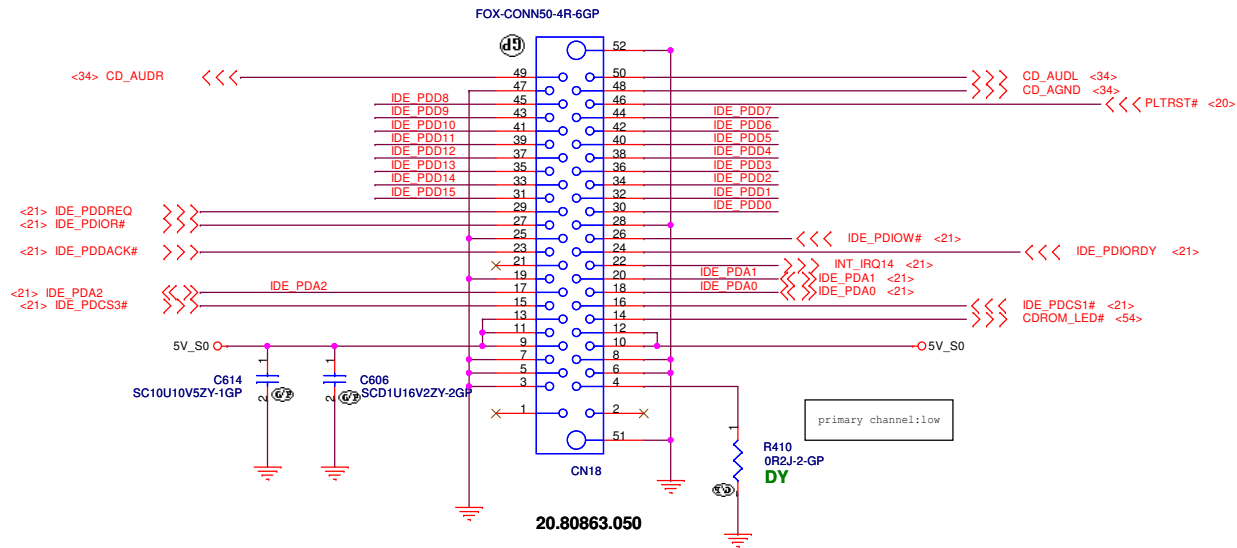 FOX-CONN50-4R-6GP
GP
52
<34> CD_AUDR 49 50 CD_AUDL <34>
47 48 CD_AGND <34>
IDE_PDD8 45 46 PLTRST# <20>
IDE_PDD9 43 44 IDE_PDD7
IDE_PDD10 41 42 IDE_PDD6
IDE_PDD11 39 40 IDE_PDD5
IDE_PDD12 37 38 IDE_PDD4
IDE_PDD13 35 36 IDE_PDD3
IDE_PDD14 33 34 IDE_PDD2
IDE_PDD15 31 32 IDE_PDD1
<21> IDE_PDDREQ 29 30 IDE_PDD0
<21> IDE_PDIOR# 27 28
25 26 IDE_PDIOW# <21>
<21> IDE_PDDACK# 23 24 IDE_PDIORDY <21>
21 22 INT_IRQ14 <21>
19 20 IDE_PDA1 IDE_PDA1 <21>
<21> IDE_PDA2 IDE_PDA2 17 18 IDE_PDA0 IDE_PDA0 <21>
<21> IDE_PDCS3# 15 16 IDE_PDCS1# <21>
13 14 CDROM_LED# <54>
11 12
5V_S0 9 10 5V_S0
7 8
5 6
3 4
1 2
51
1 C614 2
SC10U10V5ZY-1GP
1 C606 2
SCD1U16V2ZY-2GP
primary channel:low
1
R410
0R2J-2-GP
DY
CN18
20.80863.050